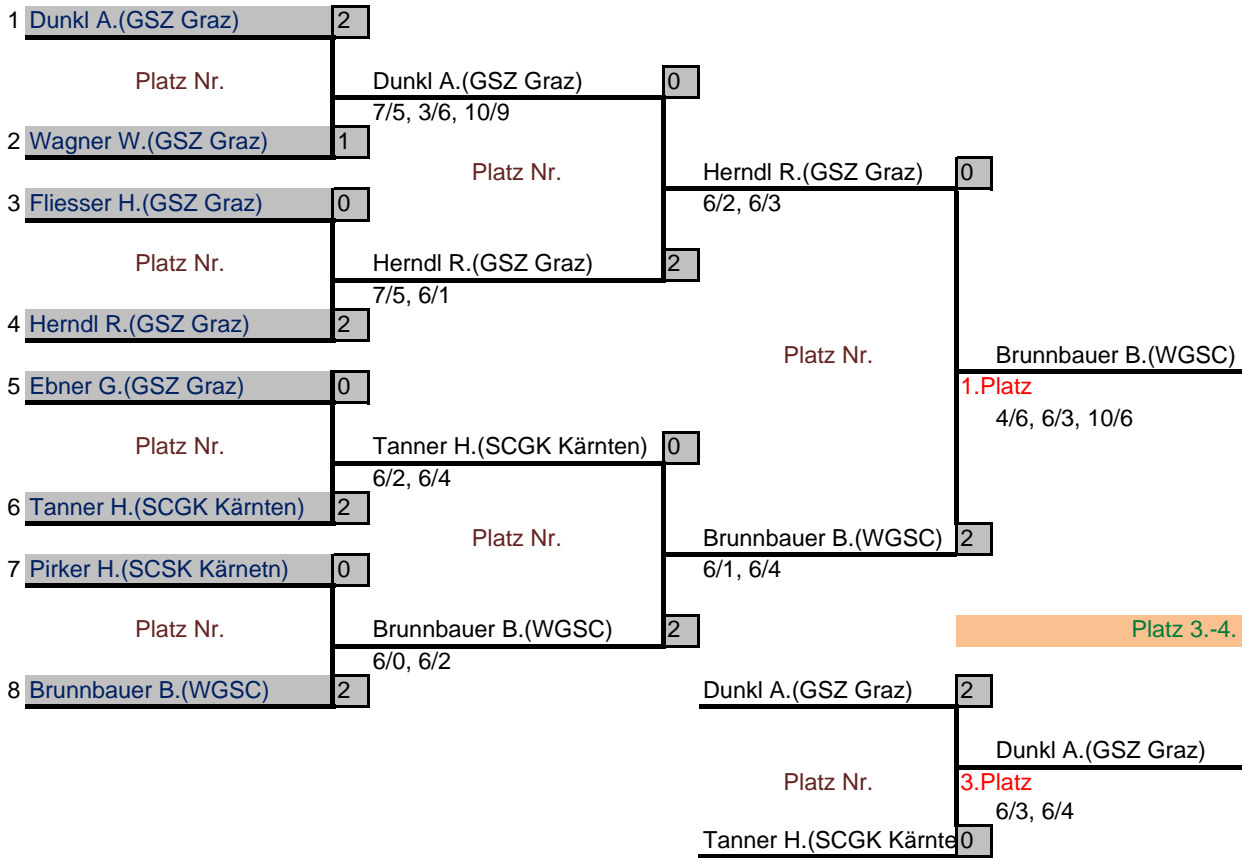 1 Dunkl A.(GSZ Graz) 2
Platz Nr. Dunkl A.(GSZ Graz) 0
7/5, 3/6, 10/9
2 Wagner W.(GSZ Graz) 1
Platz Nr. Herndl R.(GSZ Graz) 0
3 Fliesser H.(GSZ Graz) 0 6/2, 6/3
Platz Nr. Herndl R.(GSZ Graz) 2
7/5, 6/1
4 Herndl R.(GSZ Graz) 2
Platz Nr. Brunnbauer B.(WGSC)
5 Ebner G.(GSZ Graz) 0 1.Platz
4/6, 6/3, 10/6
Platz Nr. Tanner H.(SCGK Kärnten) 0
6/2, 6/4
6 Tanner H.(SCGK Kärnten) 2
Platz Nr. Brunnbauer B.(WGSC) 2
7 Pirker H.(SCSK Kärnetn) 0 6/1, 6/4
Platz Nr. Brunnbauer B.(WGSC) 2 Platz 3.-4.
6/0, 6/2
8 Brunnbauer B.(WGSC) 2 Dunkl A.(GSZ Graz) 2
Dunkl A.(GSZ Graz)
Platz Nr. 3.Platz
6/3, 6/4
Tanner H.(SCGK Kärnte 0